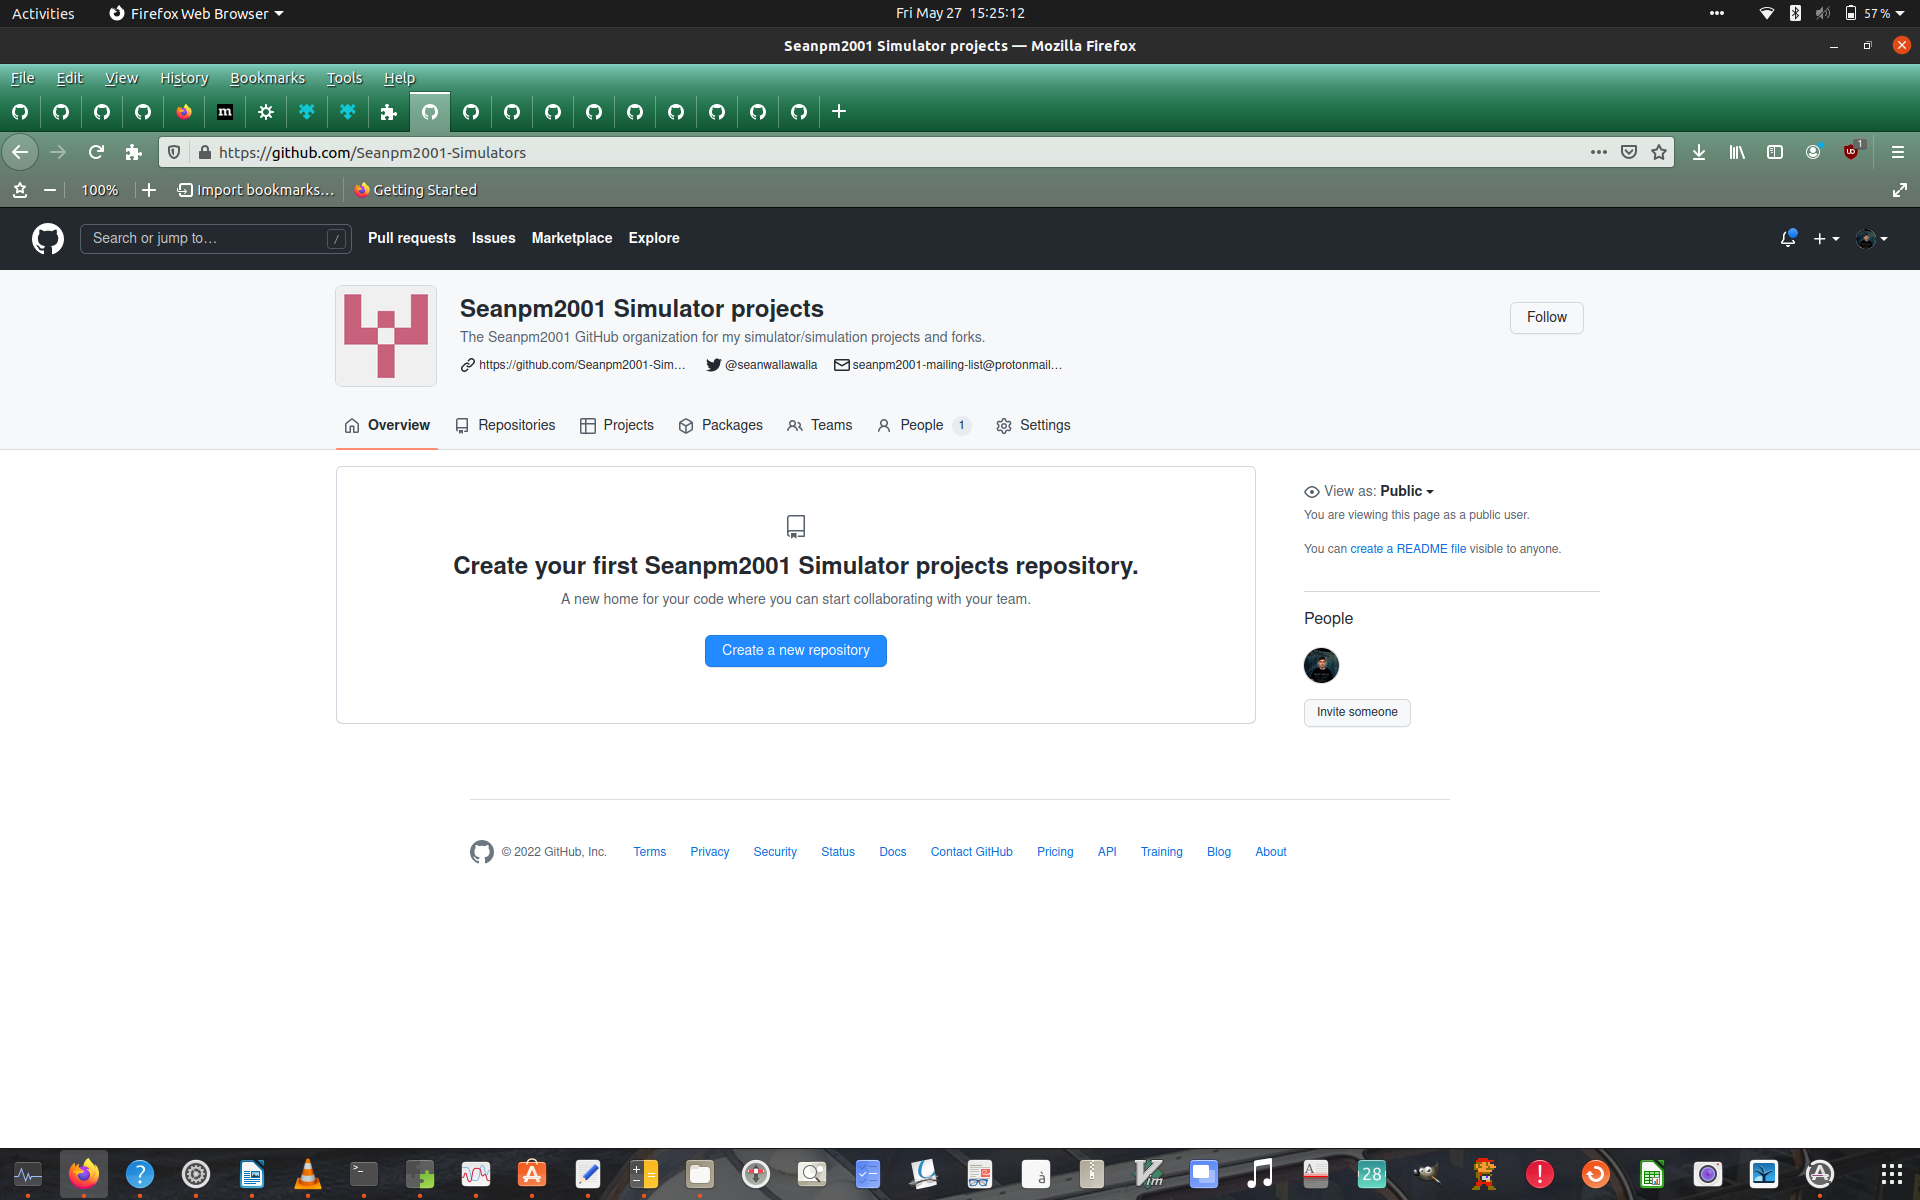 Activities Firefox Web Browser Fri May 27 15:25:12 57 %
Seanpm2001 Simulator projects — Mozilla Firefox
File Edit View History Bookmarks Tools Help
m
https://github.com/Seanpm2001-Simulators 1
100% Import bookmarks… Getting Started
Search or jump to… / Pull requests Issues Marketplace Explore
Seanpm2001 Simulator projects
Follow
The Seanpm2001 GitHub organization for my simulator/simulation projects and forks.
https://github.com/Seanpm2001-Sim… @seanwallawalla seanpm2001-mailing-list@protonmail…
Overview Repositories Projects Packages Teams People 1 Settings
View as: Public
You are viewing this page as a public user.
You can create a README file visible to anyone.
Create your first Seanpm2001 Simulator projects repository.
A new home for your code where you can start collaborating with your team.
Create a new repository
People
Invite someone
© 2022 GitHub, Inc. Terms Privacy Security Status Docs Contact GitHub Pricing API Training Blog About
? >_ A à Vim A 28 !